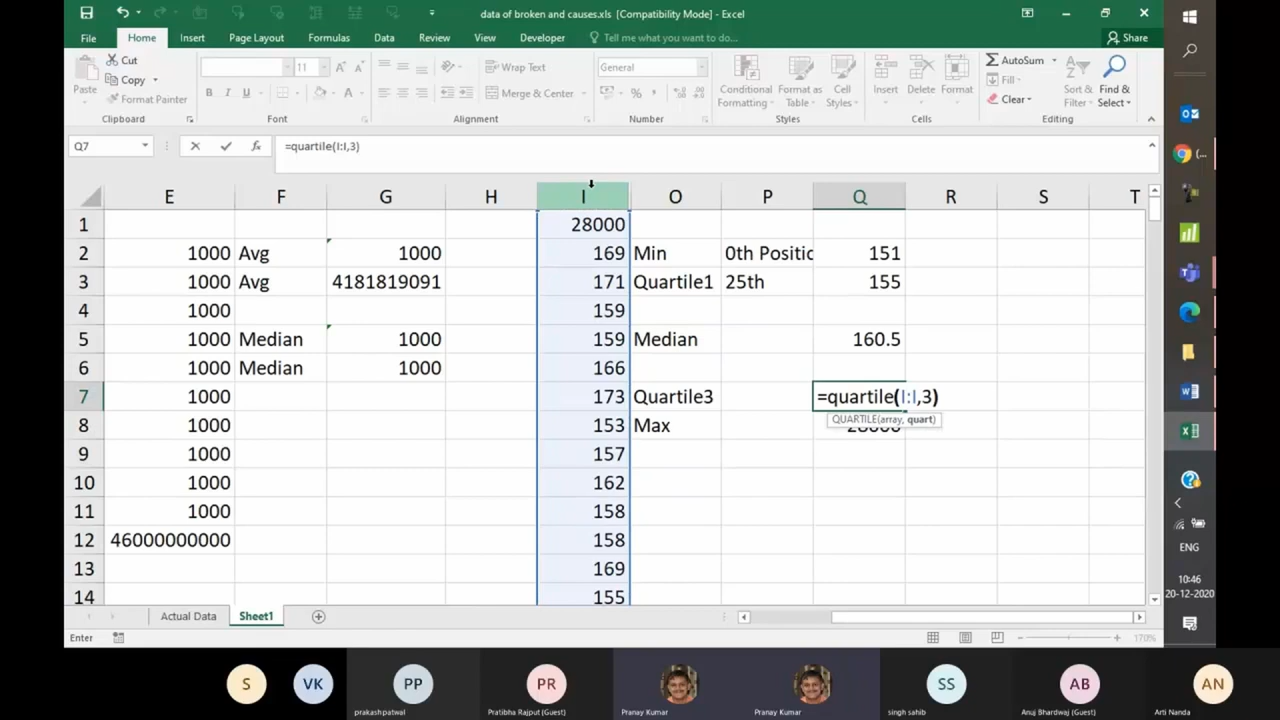 data of broken and causes.xls [Compatibility Mode] - Excel
File Home Insert Page Layout Formulas Data Review View Developer Tell me what you want to do... Share
Paste Cut Copy Format Painter
11 A A
B I U A
Wrap Text
Merge & Center
General
%
Conditional Formatting Format as Table Cell Styles
Insert Delete Format
AutoSum Fill Clear
Sort & Filter Find & Select
Clipboard Font Alignment Number Styles Cells Editing
Q7 fx =quartile(I:I,3)
E F G H I O P Q R S T
1 28000
2 1000 Avg 1000 169 Min 0th Positic 151
3 1000 Avg 4181819091 171 Quartile1 25th 155
4 1000 159
5 1000 Median 1000 159 Median 160.5
6 1000 Median 1000 166
7 1000 173 Quartile3 =quartile(I:I,3)
QUARTILE(array, quart)
8 1000 153 Max 28000
9 1000 157
10 1000 162
11 1000 158
12 46000000000 158
13 169
14 155
Actual Data Sheet1
Enter 170%
ENG
10:46
20-12-2020
S VK PP PR SS AB AN
prakash patwal Pratibha Rajput (Guest) Pranay Kumar Pranay Kumar singh sahib Anuj Bhardwaj (Guest) Arti Nanda